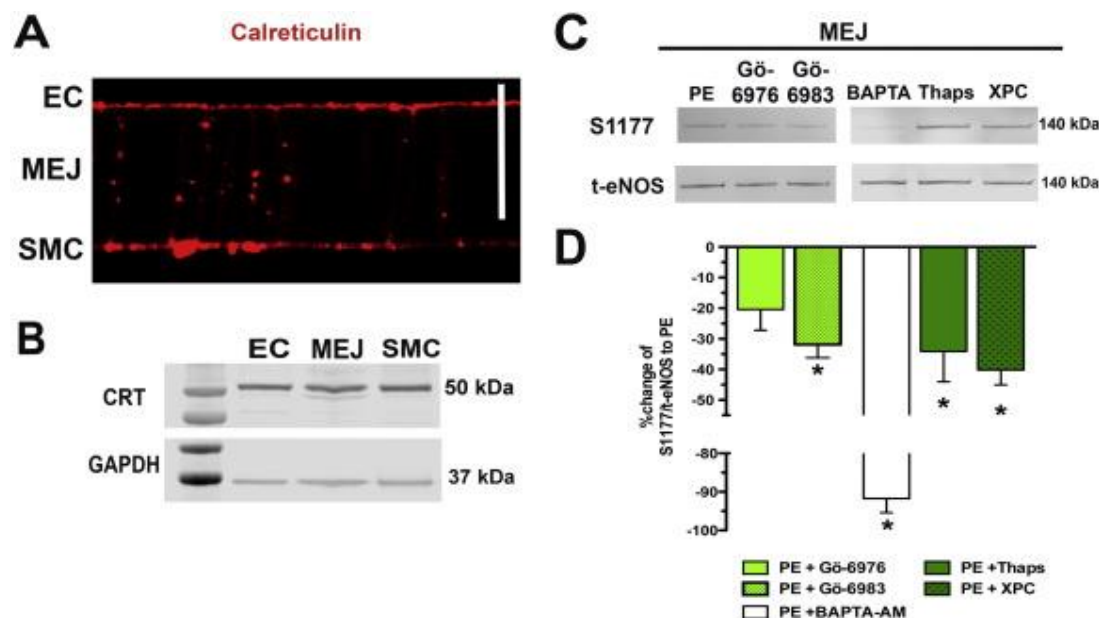 A
Calreticulin
EC
MEJ
SMC
B
EC MEJ SMC
CRT
50 kDa
GAPDH
37 kDa
C
MEJ
PE Gö-6976 Gö-6983 BAPTA Thaps XPC
S1177
140 kDa
t-eNOS
140 kDa
D
%change of
S1177/t-eNOS to PE
0
-10
-20
-30
-40
-50
-80
-90
-100
*
*
*
*
PE + Gö-6976
PE + Gö-6983
PE +BAPTA-AM
PE +Thaps
PE + XPC